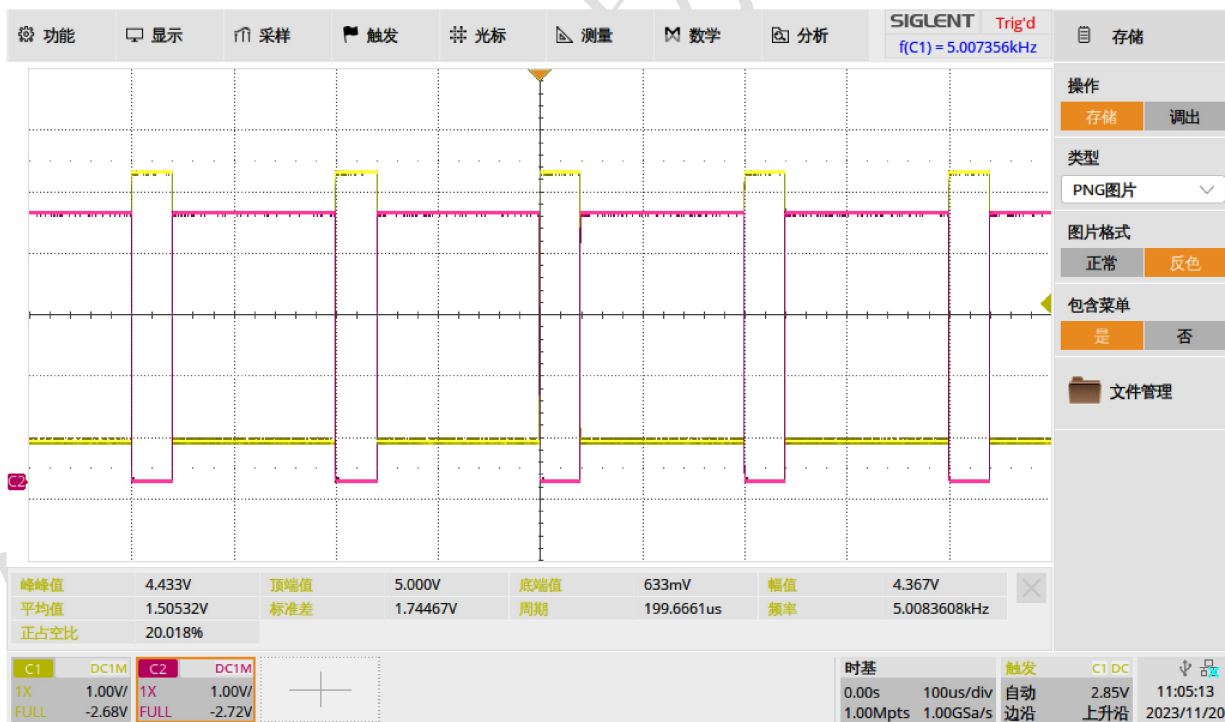 功能 显示 采样 触发 光标 测量 数学 分析 SIGLENT Trig'd 存储
f(C1) = 5.007356kHz
操作
存储 调出
类型
PNG图片
图片格式
正常 反色
包含菜单
是 否
文件管理
C2
峰峰值 4.433V 顶端值 5.000V 底端值 633mV 幅值 4.367V
平均值 1.50532V 标准差 1.74467V 周期 199.6661us 频率 5.0083608kHz
正占空比 20.018%
C1 DC1M C2 DC1M 时基 触发 C1 DC
1X 1.00V/ 1X 1.00V/ 0.00s 100us/div 自动 2.85V 11:05:13
FULL -2.68V FULL -2.72V 1.00Mpts 1.00GSa/s 边沿 上升沿 2023/11/20